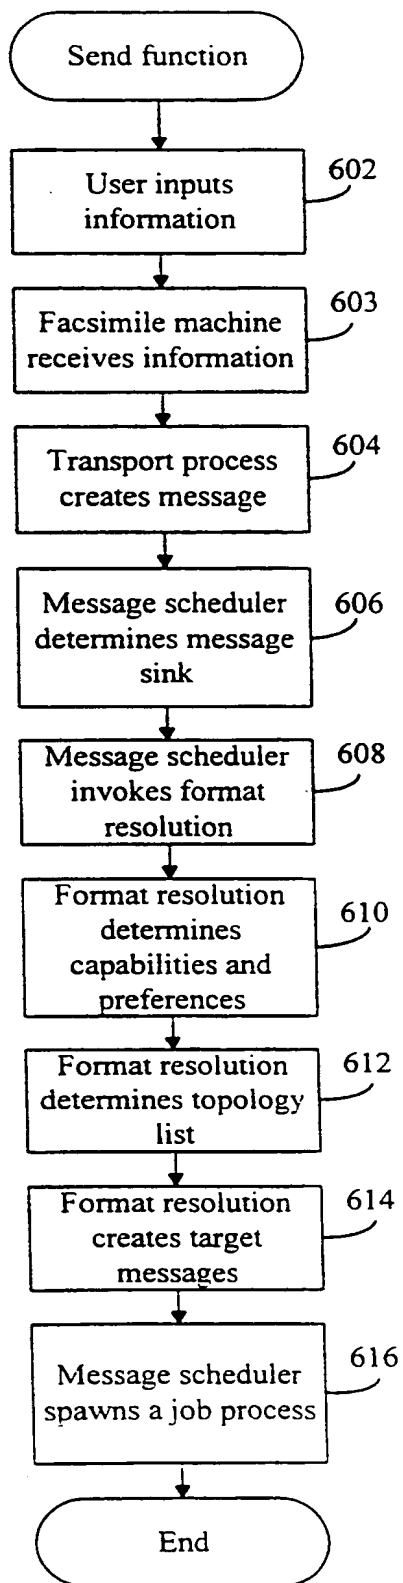 Send function
User inputs
information
602
Facsimile machine
receives information
603
Transport process
creates message
604
Message scheduler
determines message
sink
606
Message scheduler
invokes format
resolution
608
Format resolution
determines
capabilities and
preferences
610
Format resolution
determines topology
list
612
Format resolution
creates target
messages
614
Message scheduler
spawns a job process
616
End